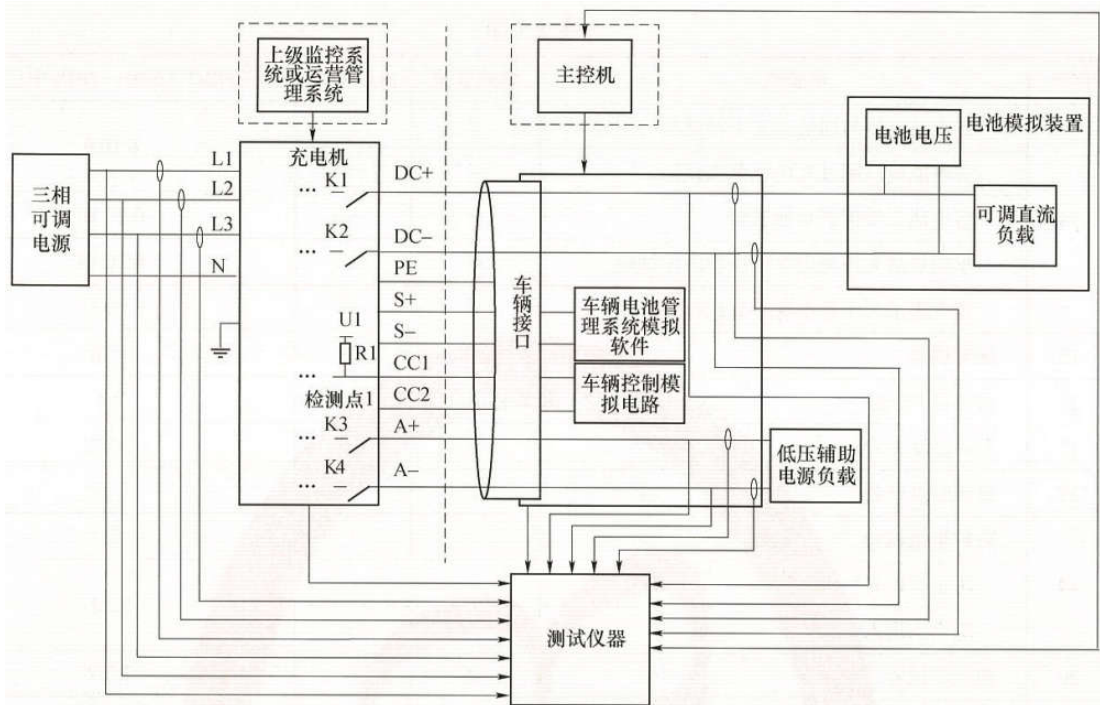 上级监控系
统或运营管
理系统
主控机
电池模拟装置
电池电压
可调直流
负载
三相
可调
电源
L1
L2
L3
N
充电机
... K1
DC+
... K2
DC−
PE
S+
U1
S−
R1
CC1
...
检测点1
CC2
K3
...
A+
K4
...
A−
车辆接口
车辆电池管
理系统模拟
软件
车辆控制模
拟电路
低压辅助
电源负载
测试仪器